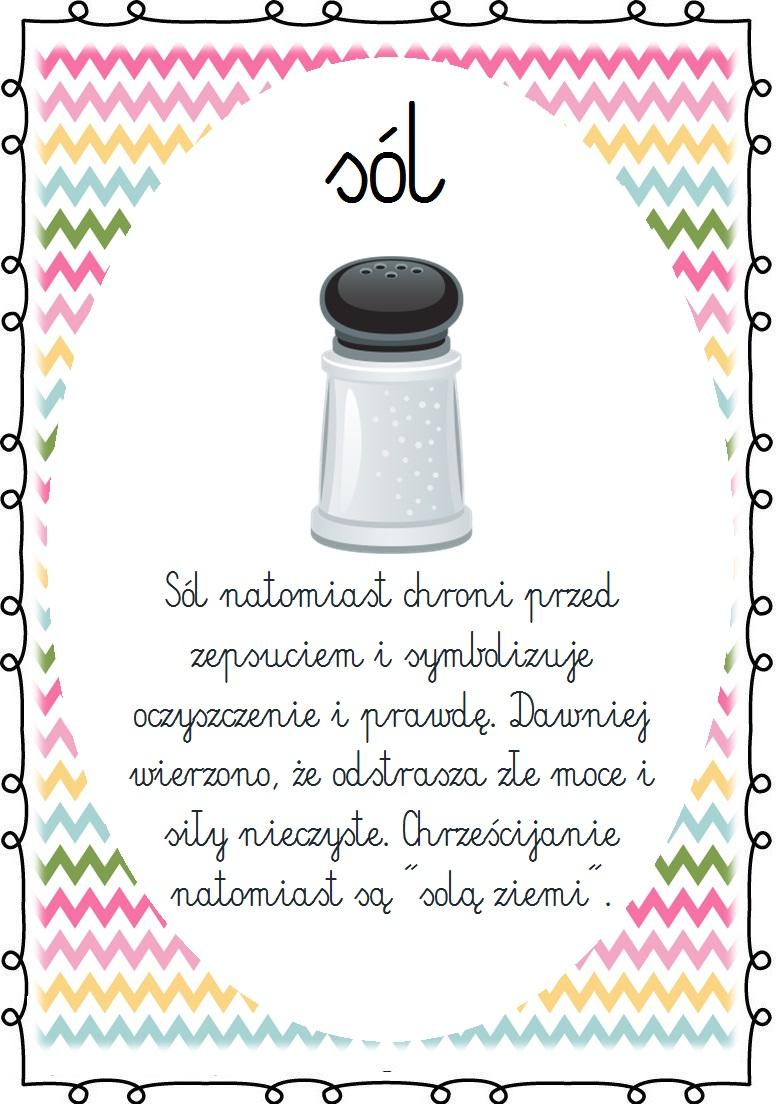 sól
Sól natomiast chroni przed
zepsuciem i symbolizuje
oczyszczenie i prawdę. Dawniej
wierzono, że odstrasza złe moce i
siły nieczyste. Chrześcijanie
natomiast są "solą ziemi".